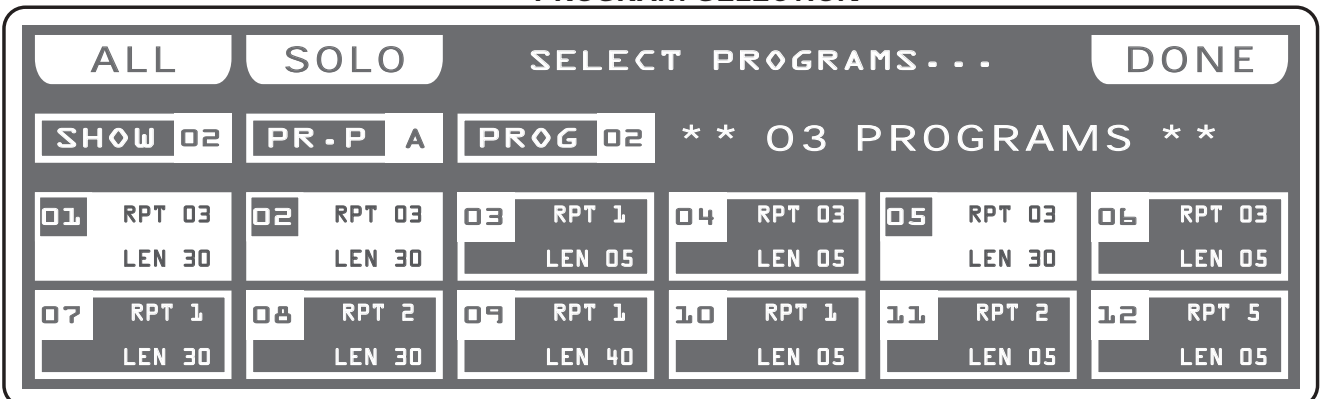 PROGRAM SELECTION
ALL SOLO SELECT PROGRAMS... DONE
SHOW 02 PR.P A PROG 02 ** 03 PROGRAMS **
01 RPT 03 02 RPT 03 03 RPT 1 04 RPT 03 05 RPT 03 06 RPT 03
LEN 30 LEN 30 LEN 05 LEN 05 LEN 30 LEN 05
07 RPT 1 08 RPT 2 09 RPT 1 10 RPT 1 11 RPT 2 12 RPT 5
LEN 30 LEN 30 LEN 40 LEN 05 LEN 05 LEN 05